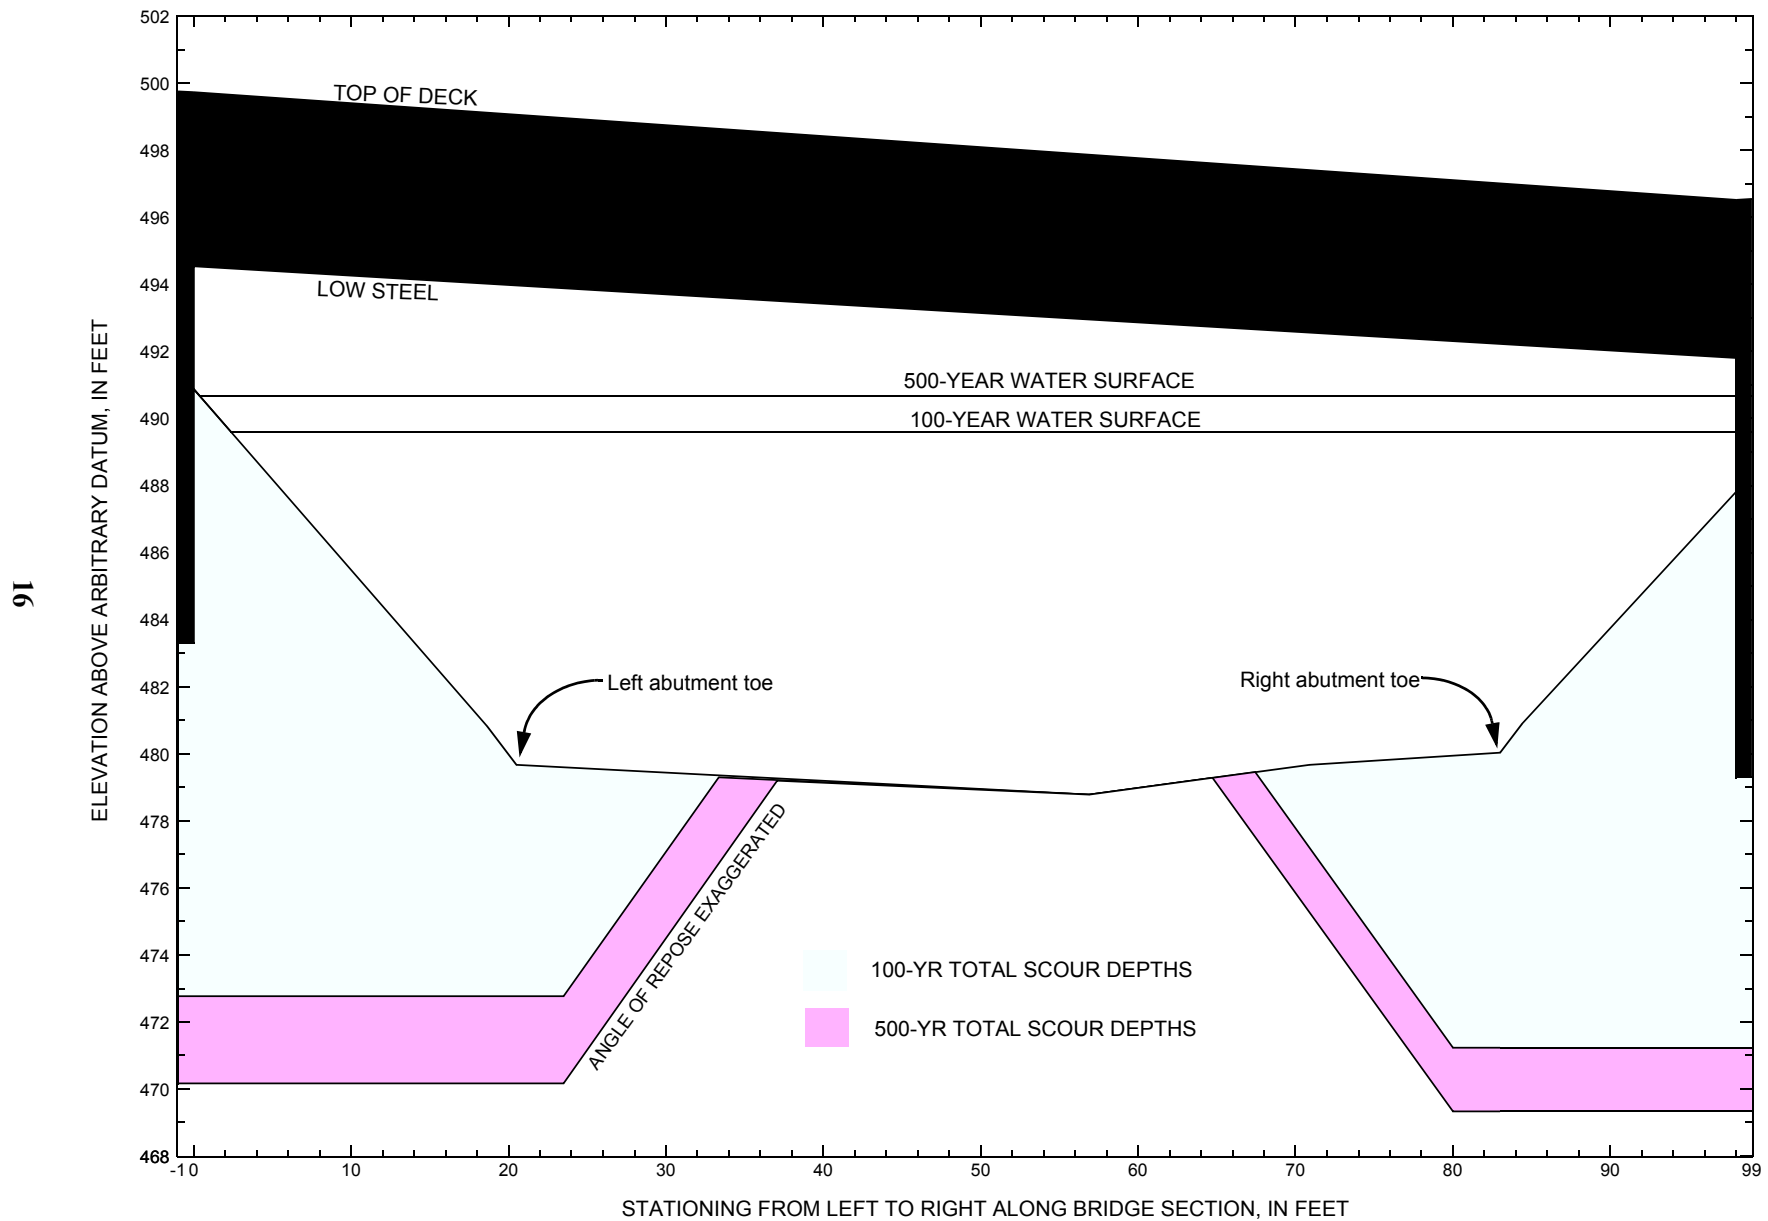 502
500
498
496
494
492
490
488
486
484
482
480
478
476
474
472
470
468
ELEVATION ABOVE ARBITRARY DATUM, IN FEET
16
TOP OF DECK
LOW STEEL
500-YEAR WATER SURFACE
100-YEAR WATER SURFACE
Left abutment toe
Right abutment toe
ANGLE OF REPOSE EXAGGERATED
100-YR TOTAL SCOUR DEPTHS
500-YR TOTAL SCOUR DEPTHS
-1 0 10 20 30 40 50 60 70 80 90 99
STATIONING FROM LEFT TO RIGHT ALONG BRIDGE SECTION, IN FEET